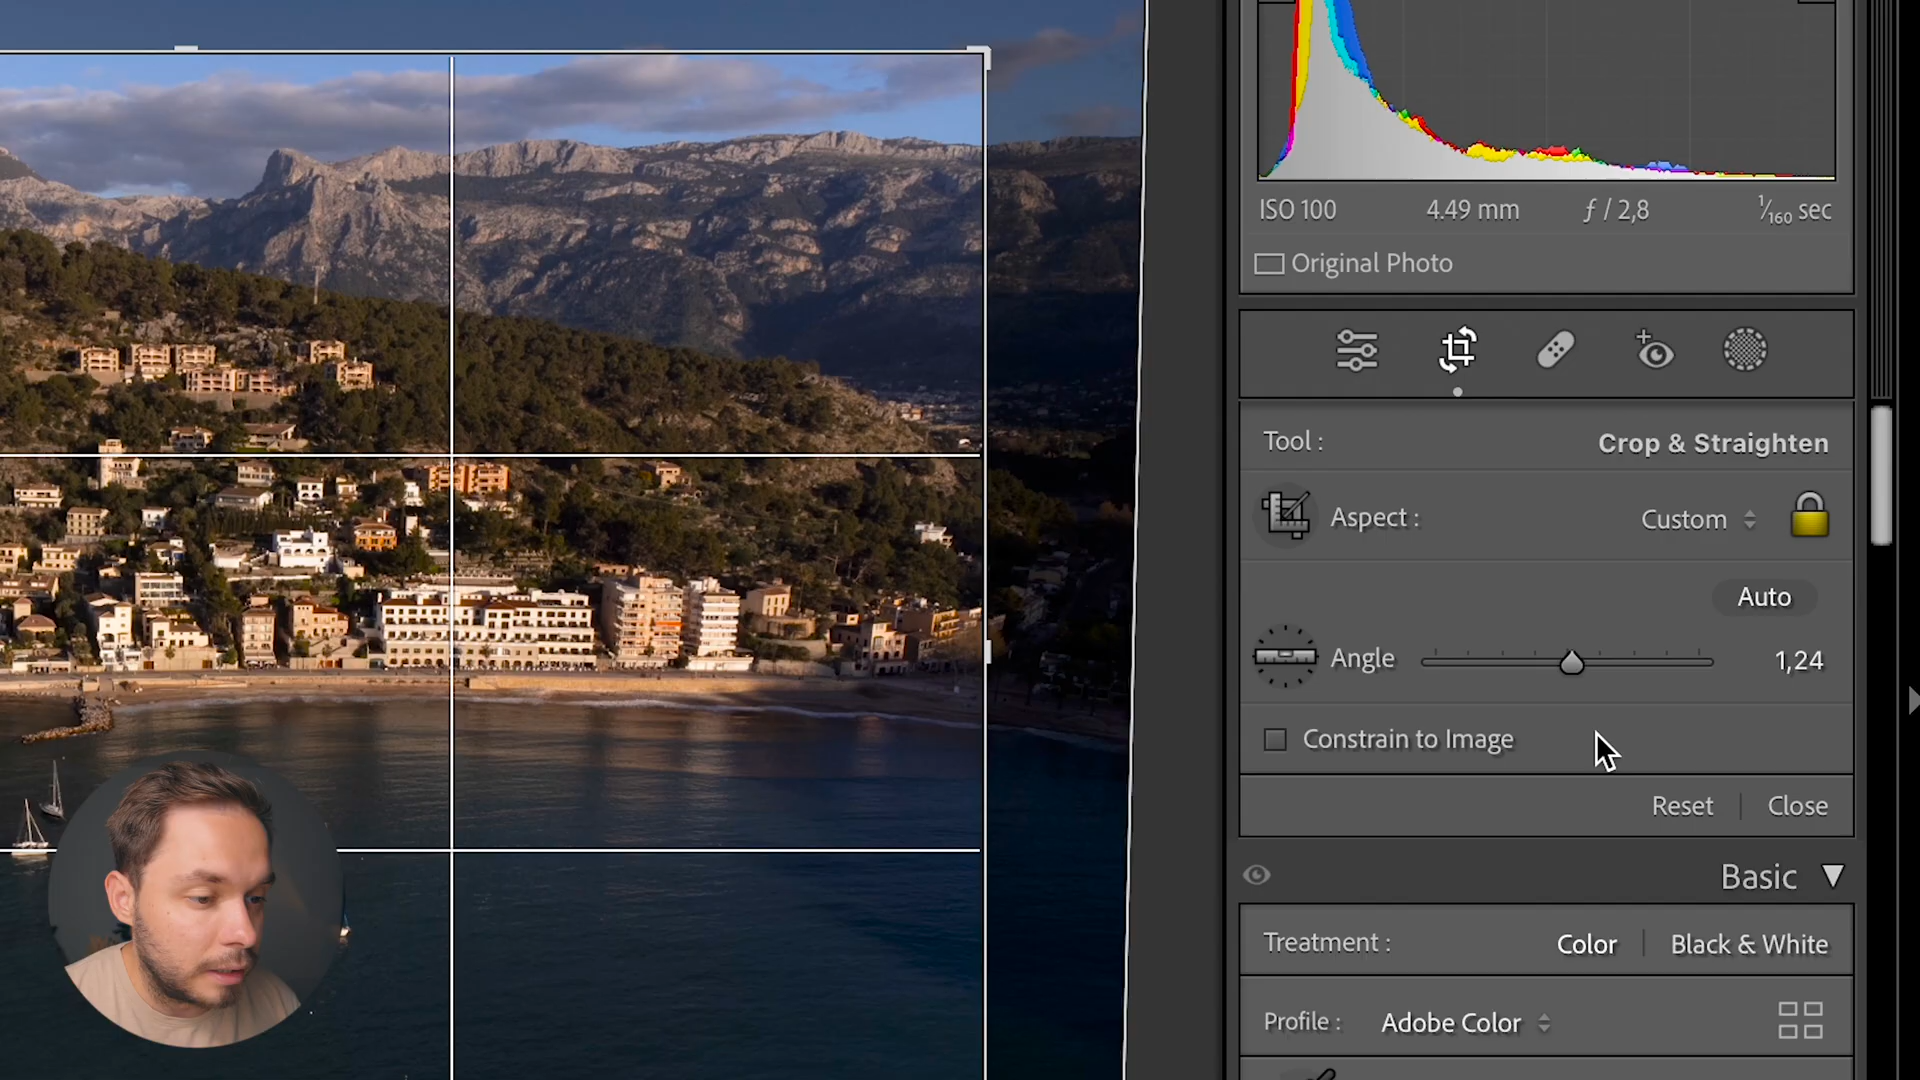 ISO 100 4.49 mm ƒ / 2,8 1/160 sec
Original Photo
Tool : Crop & Straighten
Aspect : Custom
Auto
Angle 1,24
Constrain to Image
Reset Close
Basic
Treatment : Color Black & White
Profile : Adobe Color